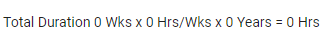 Total Duration 0 Wks x 0 Hrs/Wks x 0 Years = 0 Hrs